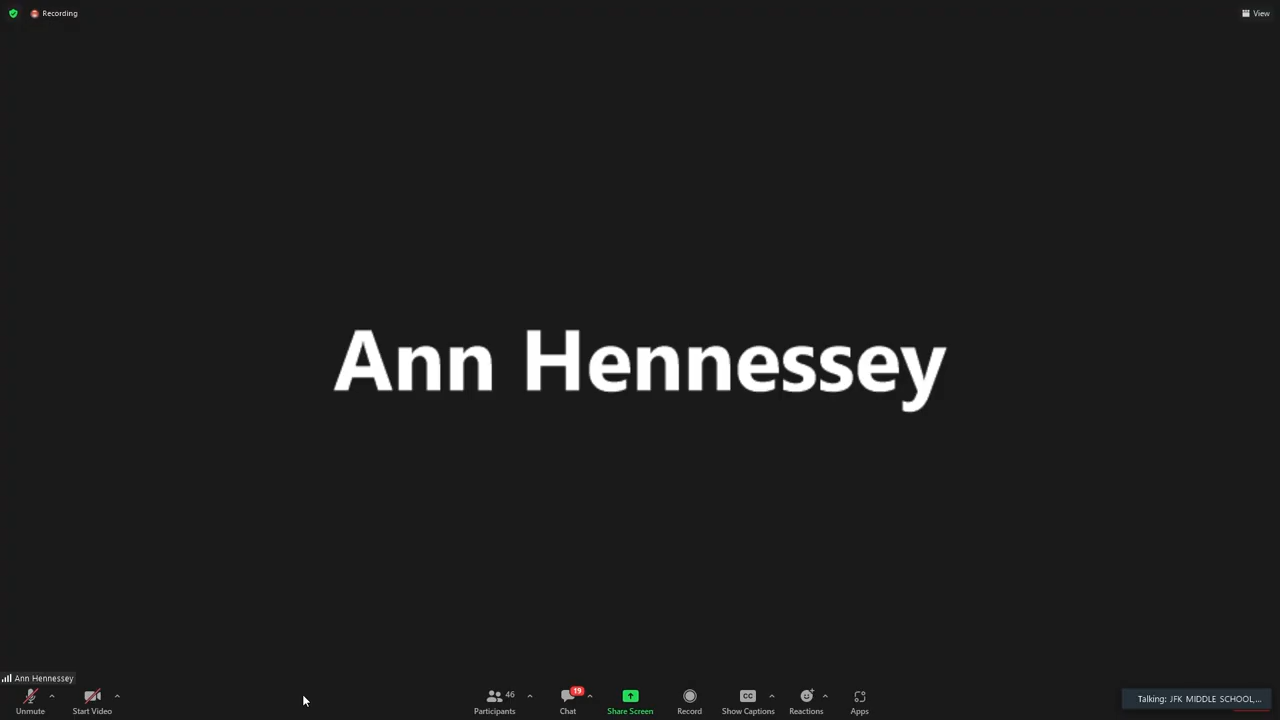 Recording
View
Ann Hennessey
Ann Hennessey
Unmute
Start Video
46
Participants
19
Chat
Share Screen
Record
CC
Show Captions
Reactions
Apps
Talking: JFK MIDDLE SCHOOL,...